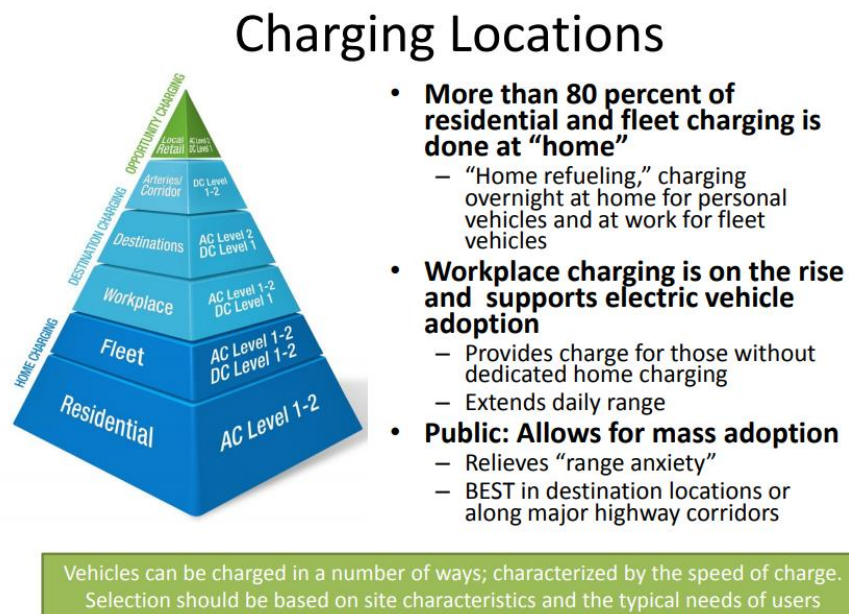 Charging Locations
OPPORTUNITY CHARGING
DESTINATION CHARGING
HOME CHARGING
Local
Retail
AC Level 2
DC Level 1
Arteries/
Corridor
DC Level
1-2
Destinations
AC Level 2
DC Level 1
Workplace
AC Level 1-2
DC Level 1
Fleet
AC Level 1-2
DC Level 1-2
Residential
AC Level 1-2
• More than 80 percent of
residential and fleet charging is
done at “home”
– “Home refueling,” charging
overnight at home for personal
vehicles and at work for fleet
vehicles
• Workplace charging is on the rise
and supports electric vehicle
adoption
– Provides charge for those without
dedicated home charging
– Extends daily range
• Public: Allows for mass adoption
– Relieves “range anxiety”
– BEST in destination locations or
along major highway corridors
Vehicles can be charged in a number of ways; characterized by the speed of charge.
Selection should be based on site characteristics and the typical needs of users